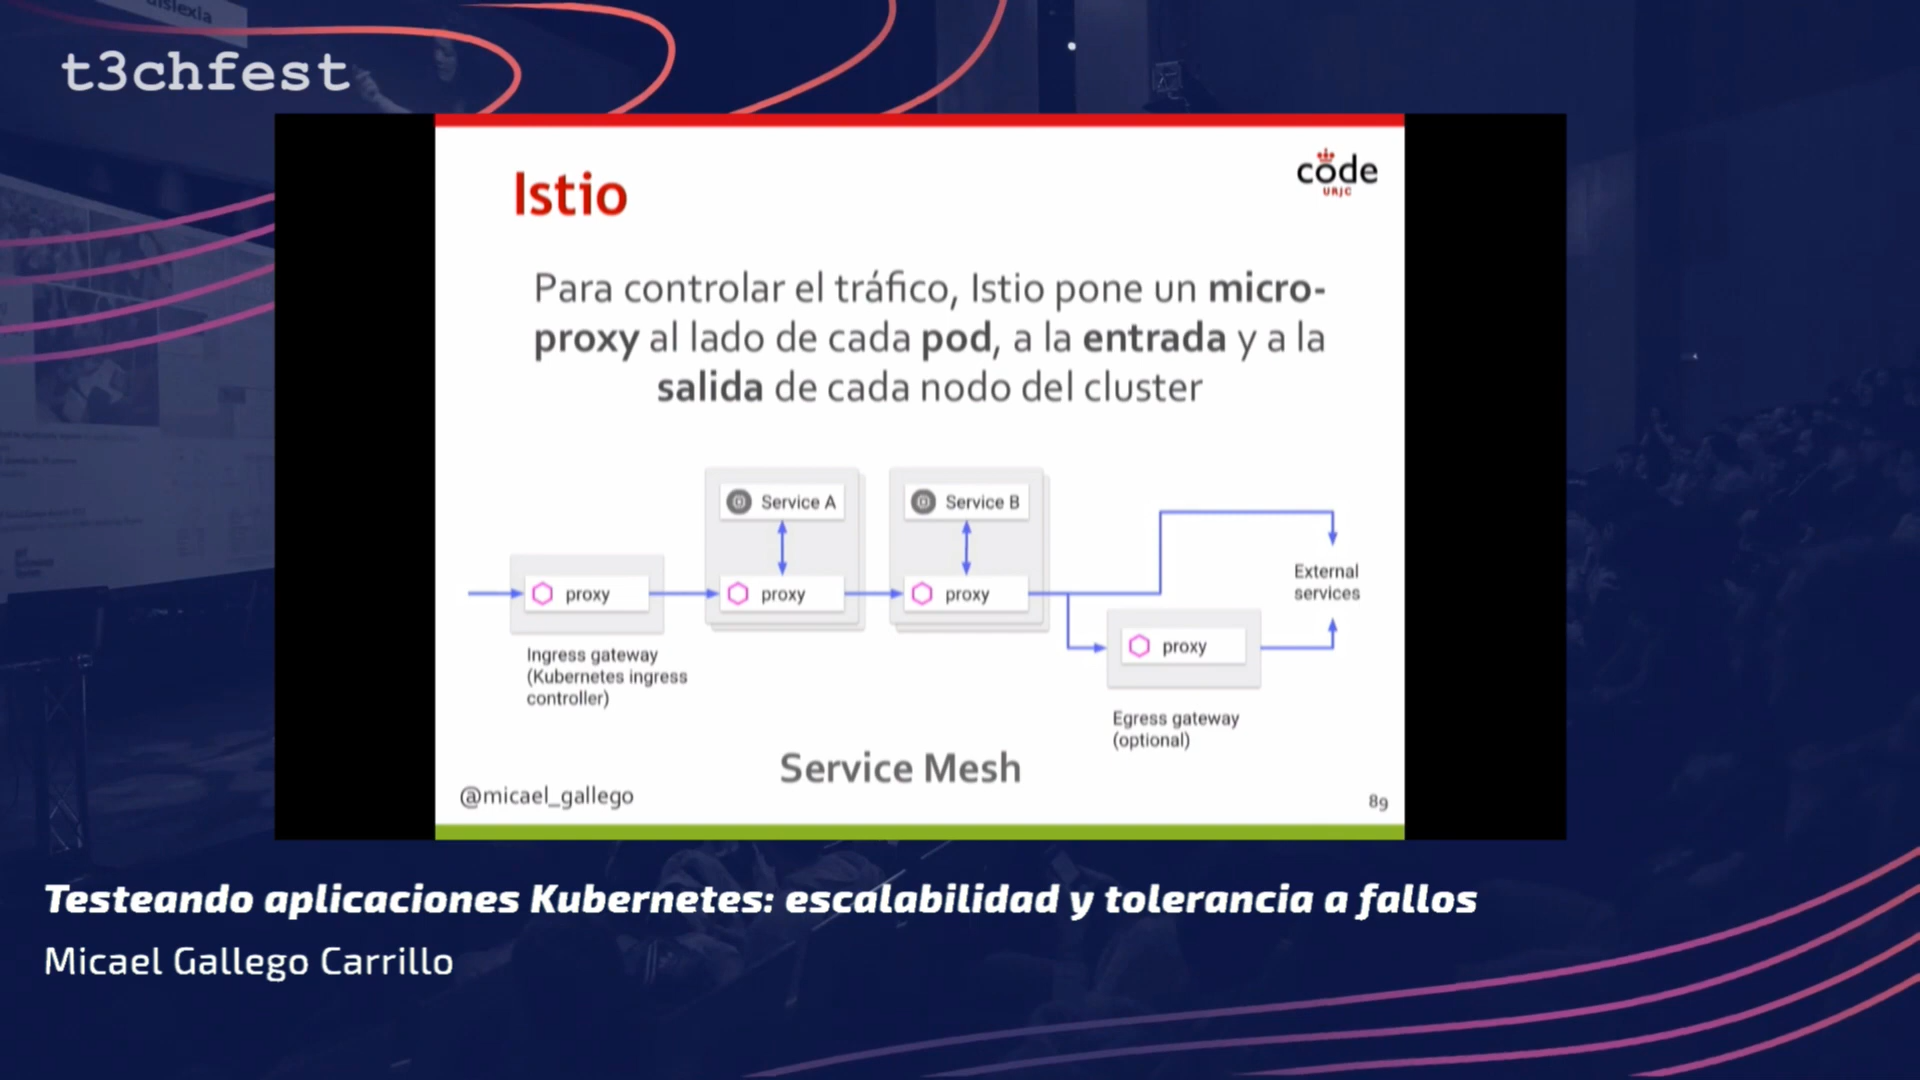 dislexia
t3chfest
Istio
code
URJC
Para controlar el tráfico, Istio pone un micro-
proxy al lado de cada pod, a la entrada y a la
salida de cada nodo del cluster
Service A
Service B
proxy
proxy
proxy
External
services
proxy
Ingress gateway
(Kubernetes ingress
controller)
Egress gateway
(optional)
Service Mesh
@micael_gallego
89
Testeando aplicaciones Kubernetes: escalabilidad y tolerancia a fallos
Micael Gallego Carrillo